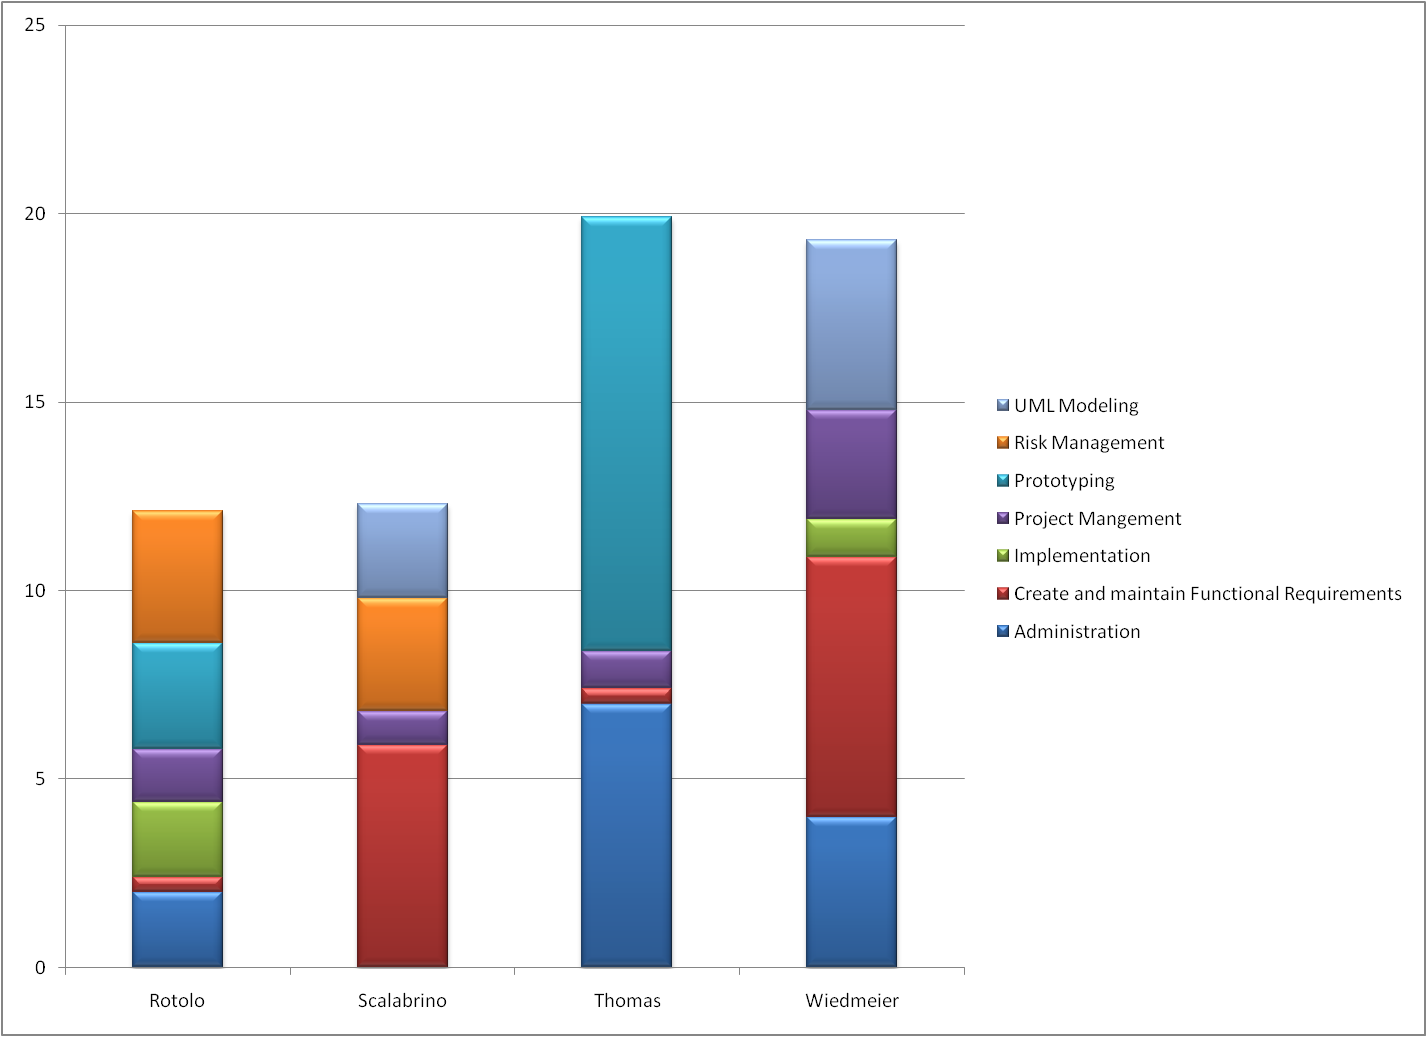 25
20
15
10
5
0
Rotolo
Scalabrino
Thomas
Wiedmeier
UML Modeling
Risk Management
Prototyping
Project Mangement
Implementation
Create and maintain Functional Requirements
Administration